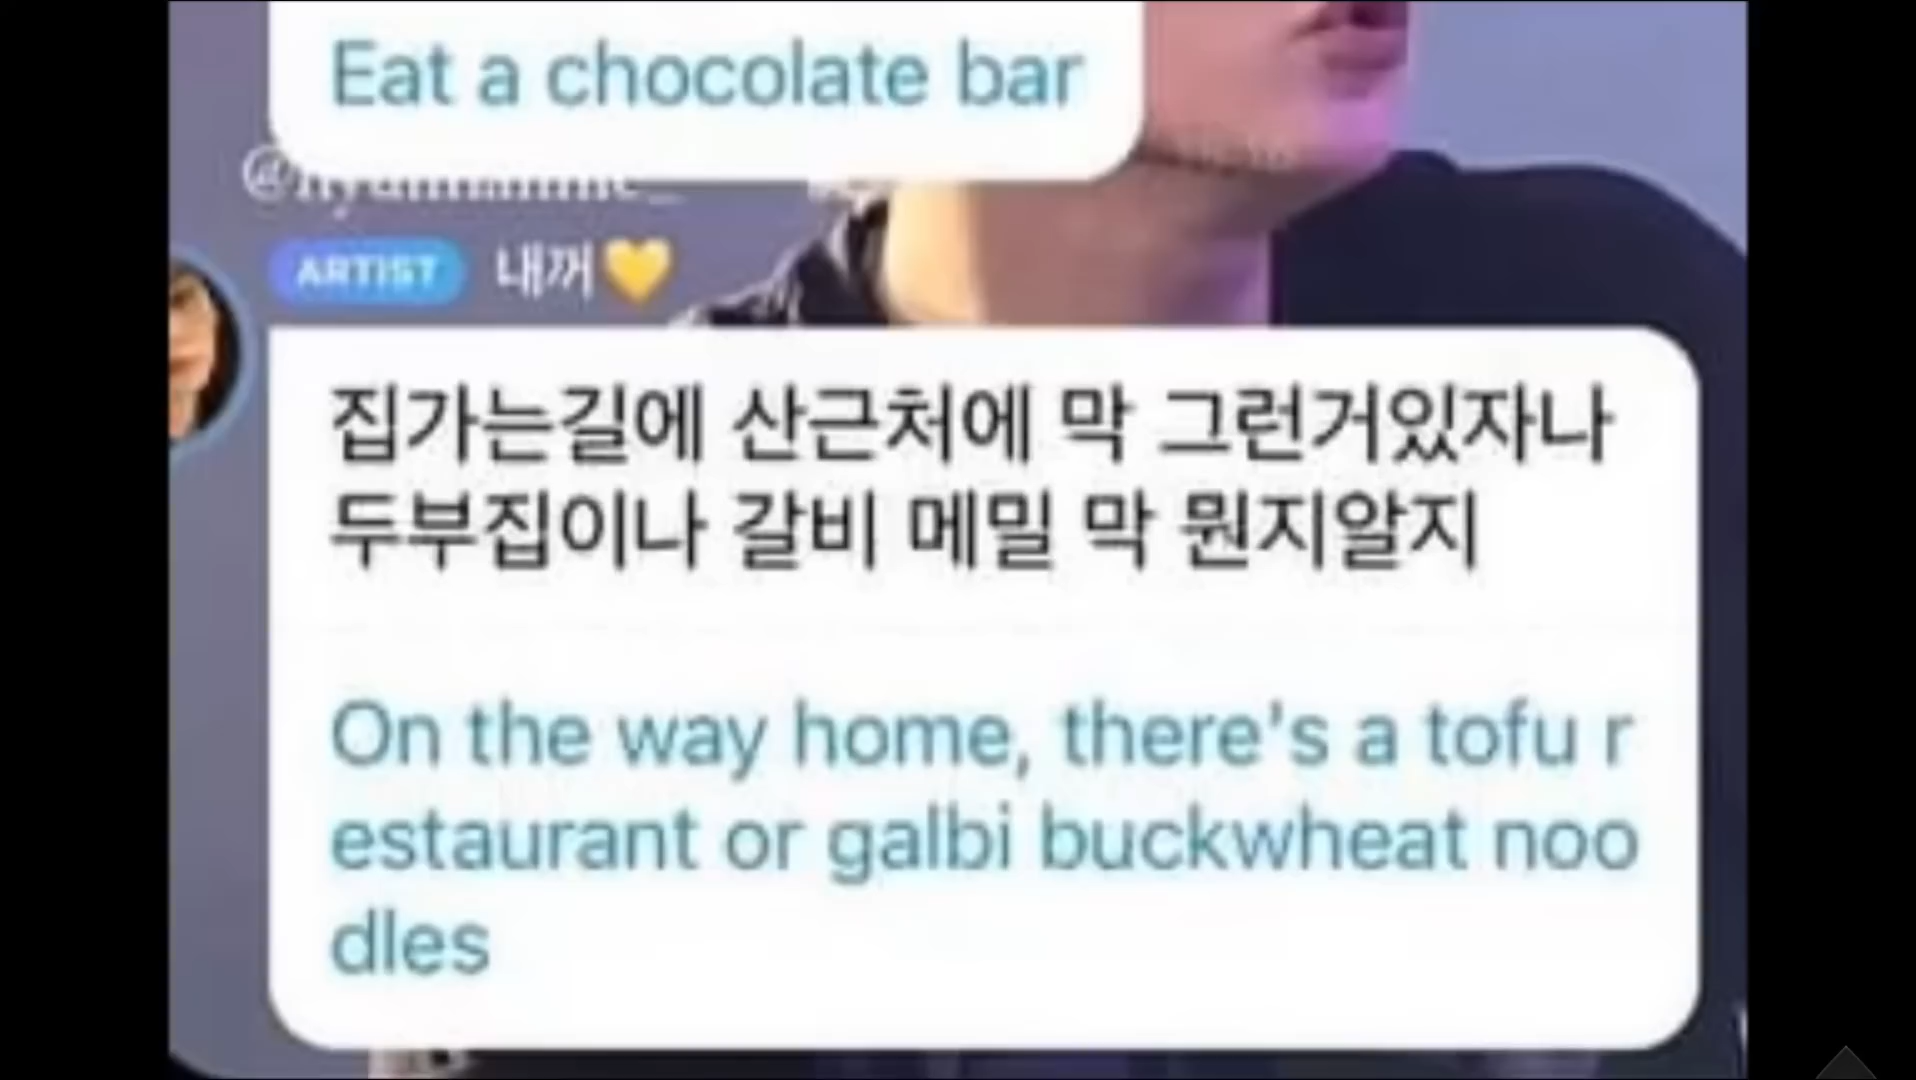 Eat a chocolate bar
ARTIST 내꺼💛
집가는길에 산근처에 막 그런거있자나
두부집이나 갈비 메밀 막 뭔지알지
On the way home, there's a tofu r
estaurant or galbi buckwheat noo
dles